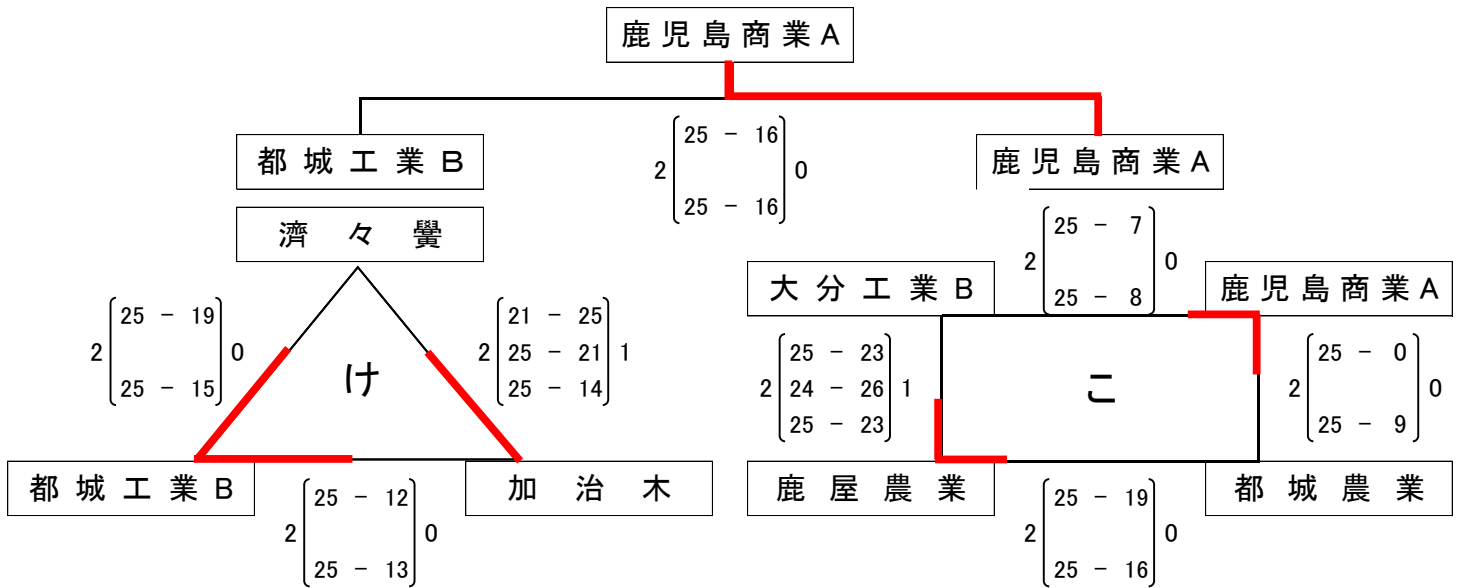 鹿児島商業A
都城工業B
2 25 - 16 0
25 - 16
鹿児島商業A
済々黌
2 25 - 7 0
25 - 8
大分工業B
鹿児島商業A
2 25 - 19 0
25 - 15
け
21 - 25
2 25 - 21 1
25 - 14
25 - 23
2 24 - 26 1
25 - 23
こ
2 25 - 0 0
25 - 9
都城工業B
加治木
鹿屋農業
都城農業
2 25 - 12 0
25 - 13
2 25 - 19 0
25 - 16